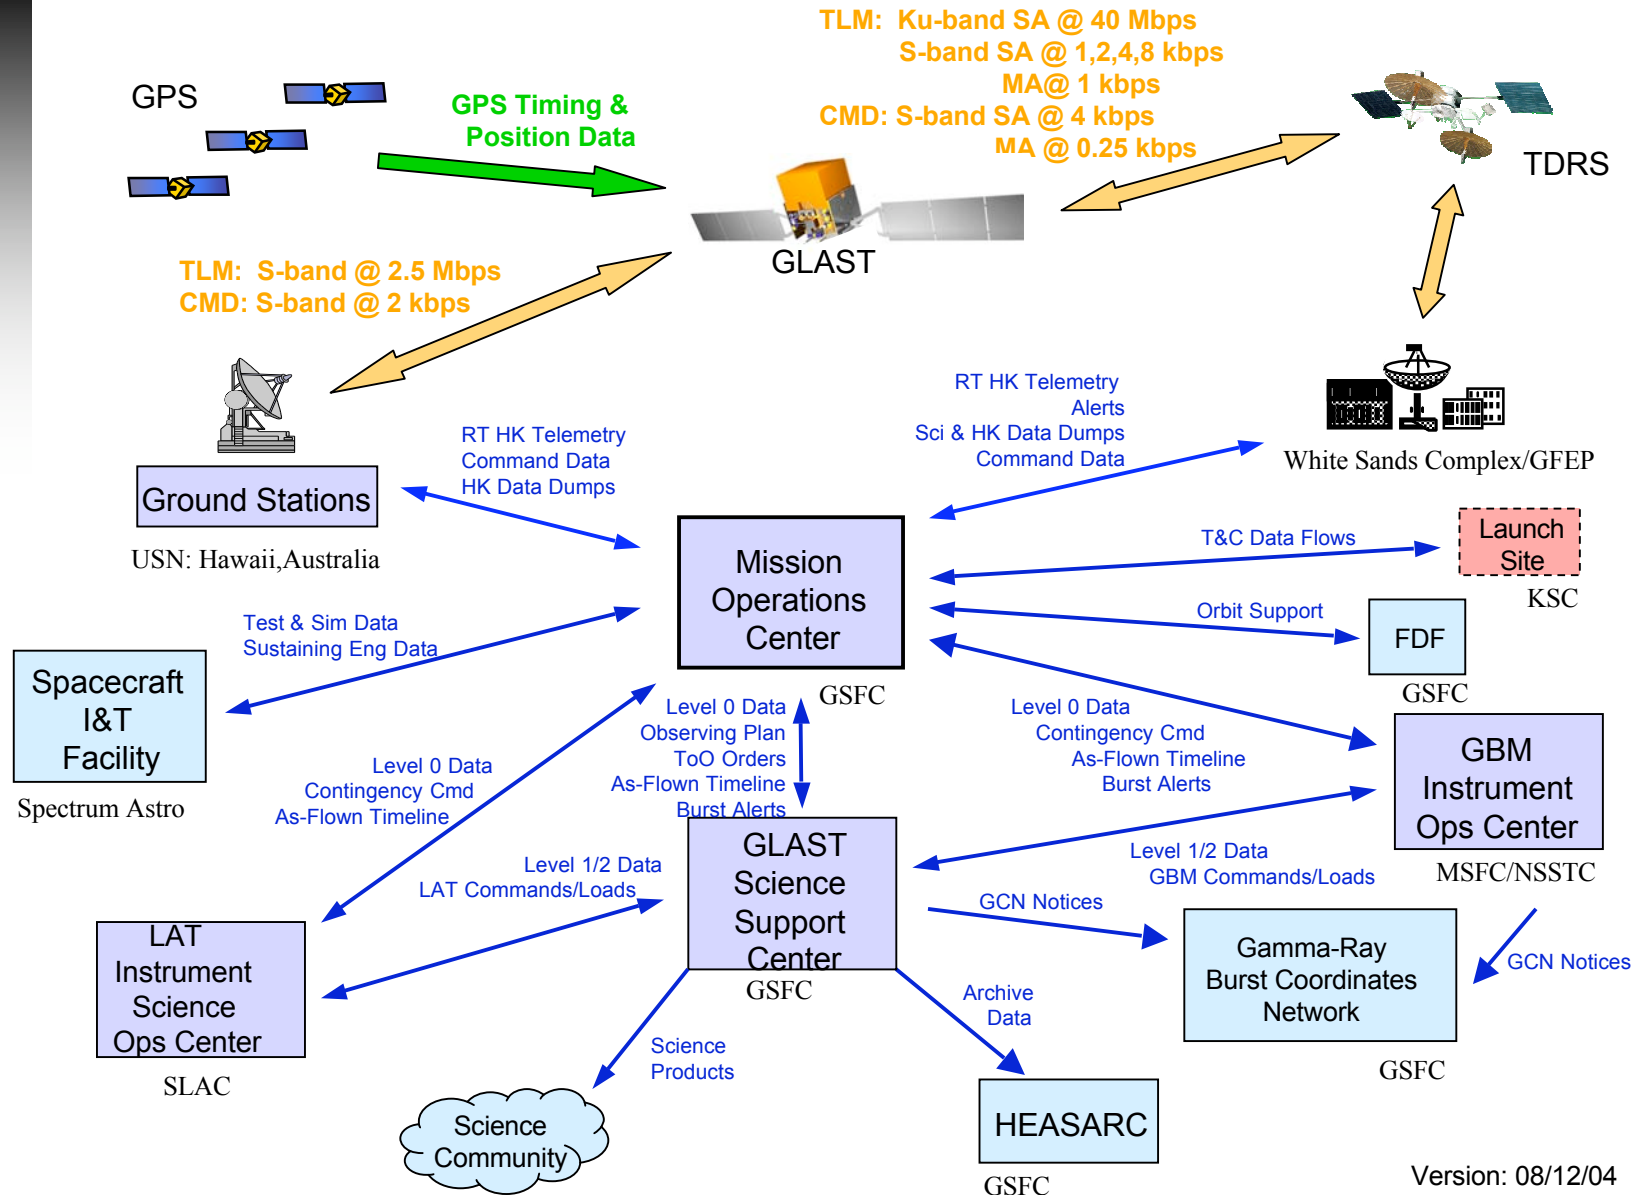 TLM:  Ku-band SA @ 40 Mbps
S-band SA @ 1,2,4,8 kbps
MA@ 1 kbps
CMD: S-band SA @ 4 kbps
MA @ 0.25 kbps
GPS
GPS Timing &
Position Data
TDRS
GLAST
TLM:  S-band @ 2.5 Mbps
CMD: S-band @ 2 kbps
RT HK Telemetry
Alerts
Sci & HK Data Dumps
Command Data
White Sands Complex/GFEP
RT HK Telemetry
Command Data
HK Data Dumps
Ground Stations
USN: Hawaii,Australia
Mission
Operations
Center
GSFC
T&C Data Flows
Launch
Site
KSC
Orbit Support
FDF
GSFC
Test & Sim Data
Sustaining Eng Data
Spacecraft
I&T
Facility
Spectrum Astro
Level 0 Data
Contingency Cmd
As-Flown Timeline
Level 0 Data
Observing Plan
ToO Orders
As-Flown Timeline
Burst Alerts
Level 0 Data
Contingency Cmd
As-Flown Timeline
Burst Alerts
GBM
Instrument
Ops Center
MSFC/NSSTC
Level 1/2 Data
LAT Commands/Loads
GLAST
Science
Support
Center
GSFC
Level 1/2 Data
GBM Commands/Loads
GCN Notices
Gamma-Ray
Burst Coordinates
Network
GSFC
GCN Notices
LAT
Instrument
Science
Ops Center
SLAC
Science
Products
Archive
Data
Science
Community
HEASARC
GSFC
Version: 08/12/04